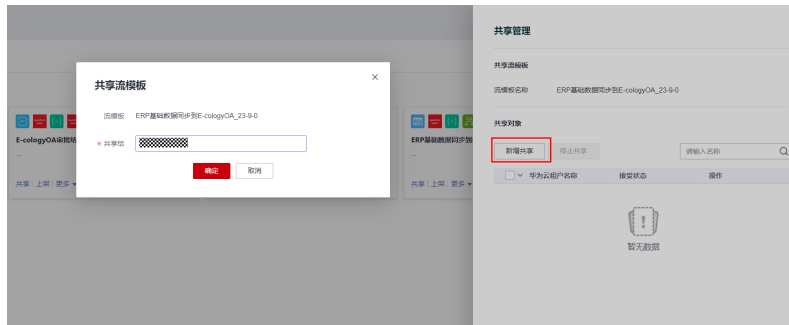 共享管理
共享流模板
流模板名称 ERP基础数据同步到E-cologyOA_23-9-0
共享对象
新增共享 停止共享 请输入名称
华为云租户名称 接受状态 操作
暂无数据
共享流模板
流模板 ERP基础数据同步到E-cologyOA_23-9-0
* 共享给
确定 取消
E-cologyOA审批
...
共享 上架 更多
ERP基础数据同步到
...
共享 上架 更多